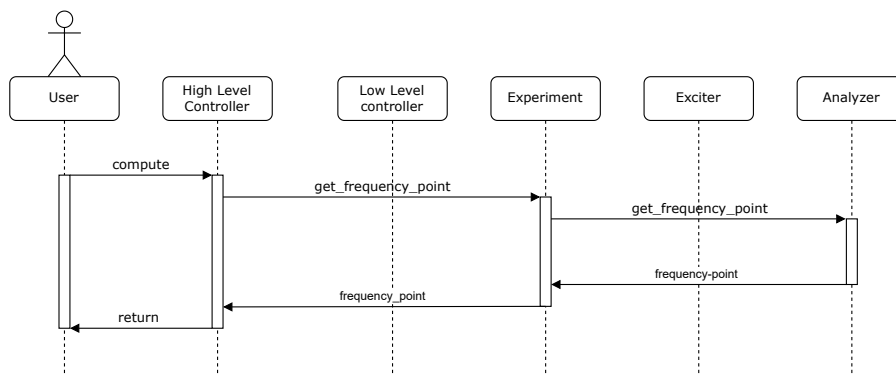 User
High Level
Controller
Low Level
controller
Experiment
Exciter
Analyzer
compute
get_frequency_point
get_frequency_point
frequency-point
frequency_point
return